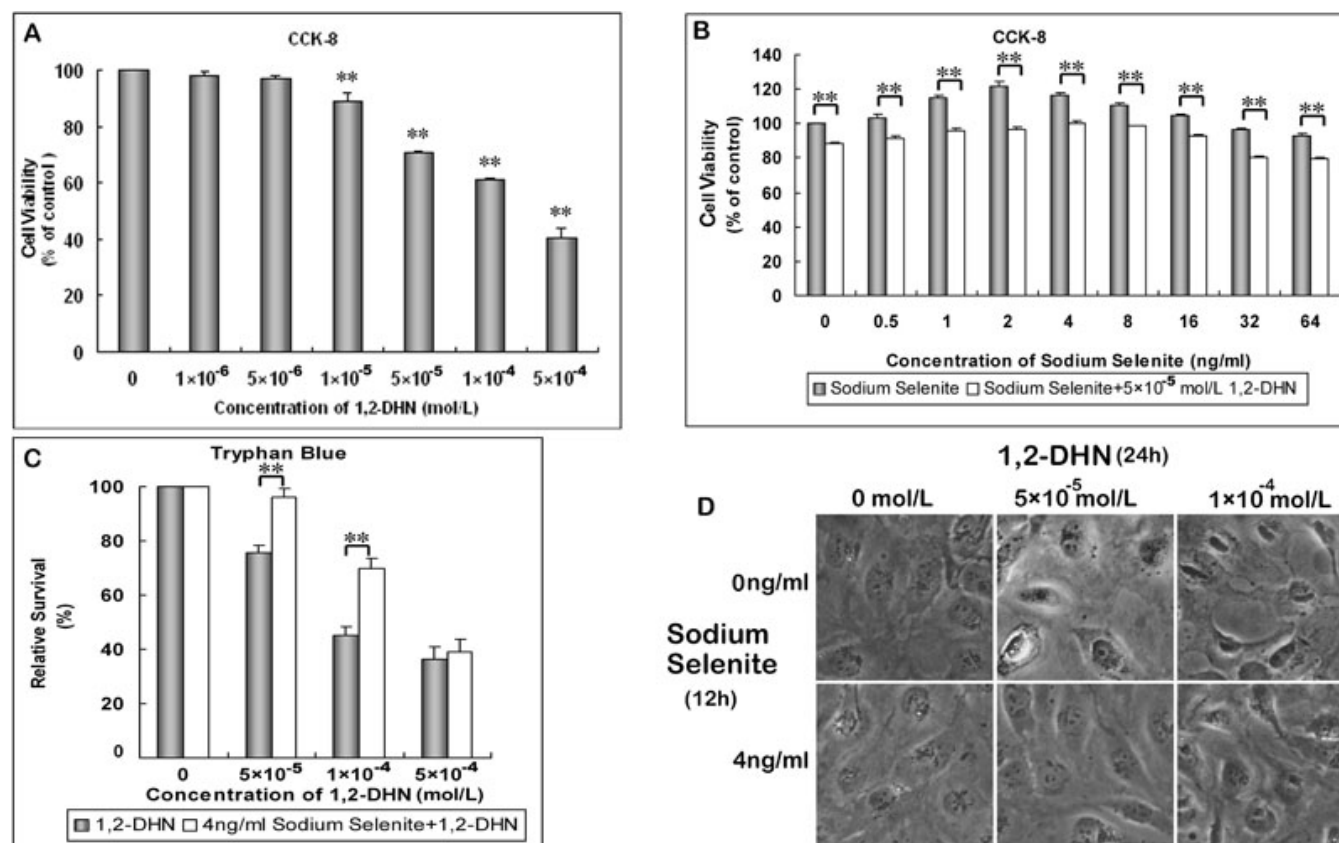 A
CCK-8
Cell Viability
(% of control)
100
80
60
40
20
0
**
**
**
**
0 1×10⁻⁶ 5×10⁻⁶ 1×10⁻⁵ 5×10⁻⁵ 1×10⁻⁴ 5×10⁻⁴
Concentration of 1,2-DHN (mol/L)
B
CCK-8
Cell Viability
(% of control)
140
120
100
80
60
40
20
0
** ** ** ** ** ** ** ** **
0 0.5 1 2 4 8 16 32 64
Concentration of Sodium Selenite (ng/ml)
Sodium Selenite Sodium Selenite+5×10⁻⁵ mol/L 1,2-DHN
C
Tryphan Blue
Relative Survival
(%)
100
80
60
40
20
0
**
**
0 5×10⁻⁵ 1×10⁻⁴ 5×10⁻⁴
Concentration of 1,2-DHN (mol/L)
1,2-DHN 4ng/ml Sodium Selenite+1,2-DHN
D
1,2-DHN (24h)
0 mol/L 5×10⁻⁵ mol/L 1×10⁻⁴ mol/L
0ng/ml
Sodium
Selenite
(12h)
4ng/ml